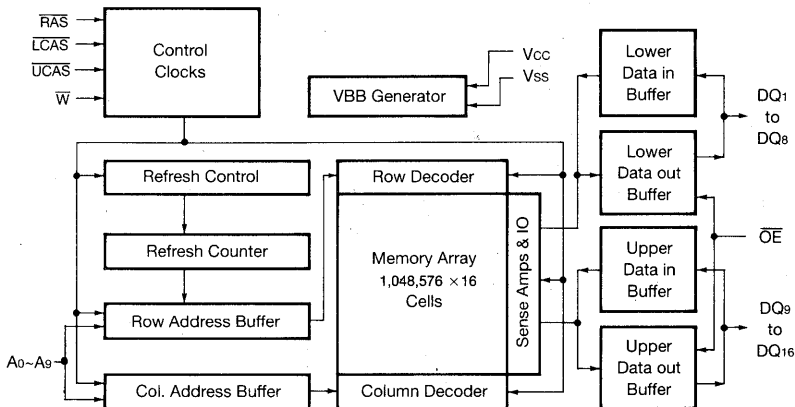 RAS
LCAS
UCAS
W
Control
Clocks
VBB Generator
Vcc
Vss
Lower
Data in
Buffer
DQ1
to
DQ8
Lower
Data out
Buffer
OE
Upper
Data in
Buffer
DQ9
to
DQ16
Upper
Data out
Buffer
Refresh Control
Refresh Counter
Row Address Buffer
Col. Address Buffer
A0~A9
Row Decoder
Memory Array
1,048,576 ×16
Cells
Sense Amps & IO
Column Decoder